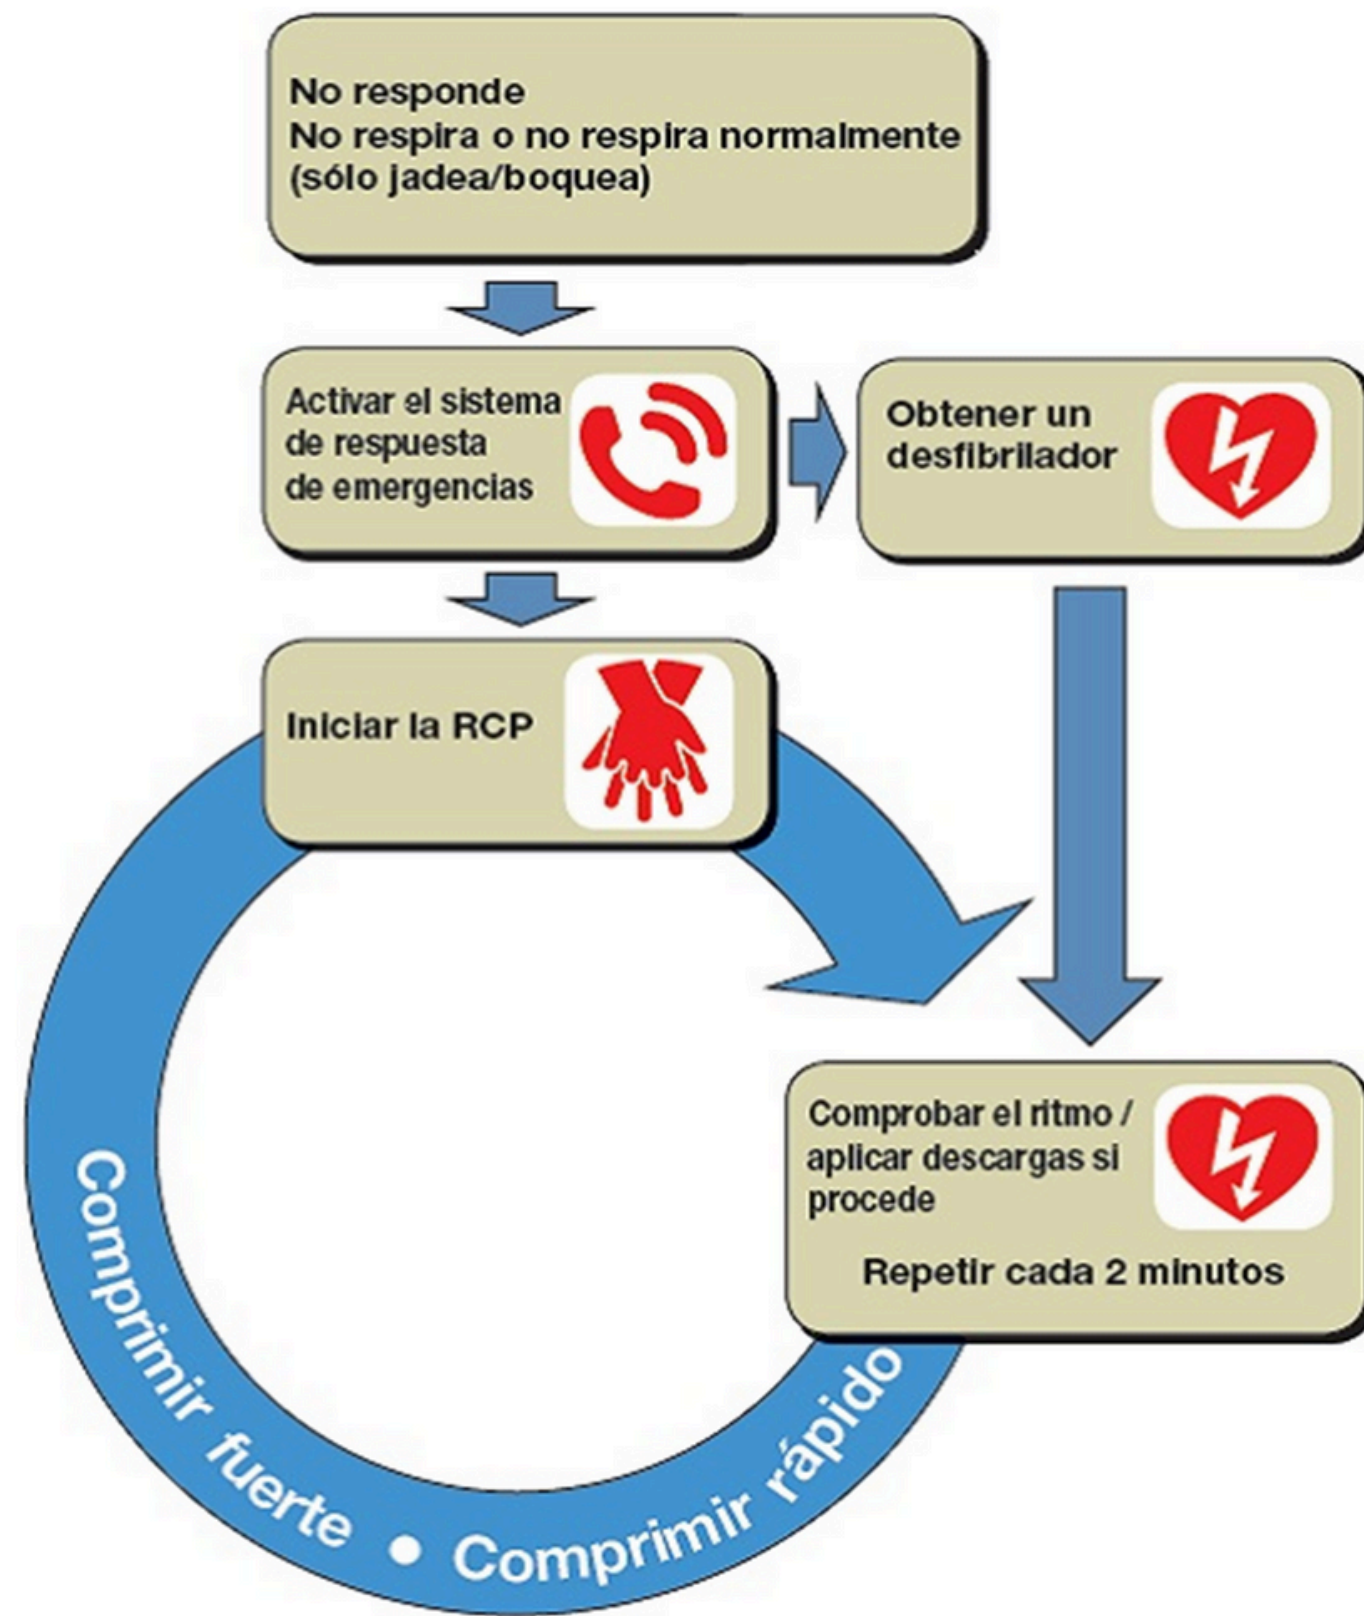 No responde
No respira o no respira normalmente
(sólo jadea/boquea)
Activar el sistema
de respuesta
de emergencias
Obtener un
desfibrilador
Iniciar la RCP
Comprobar el ritmo /
aplicar descargas si
procede
Repetir cada 2 minutos
Comprimir fuerte • Comprimir rápido